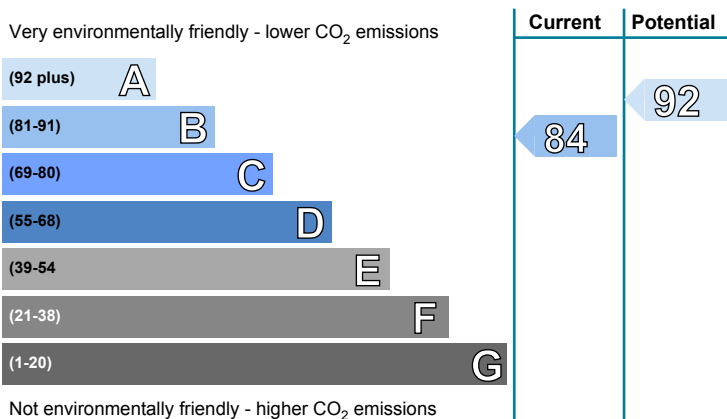 Very environmentally friendly - lower CO2 emissions
Current
Potential
(92 plus) A
(81-91) B
(69-80) C
(55-68) D
(39-54 E
(21-38) F
(1-20) G
84
92
Not environmentally friendly - higher CO2 emissions